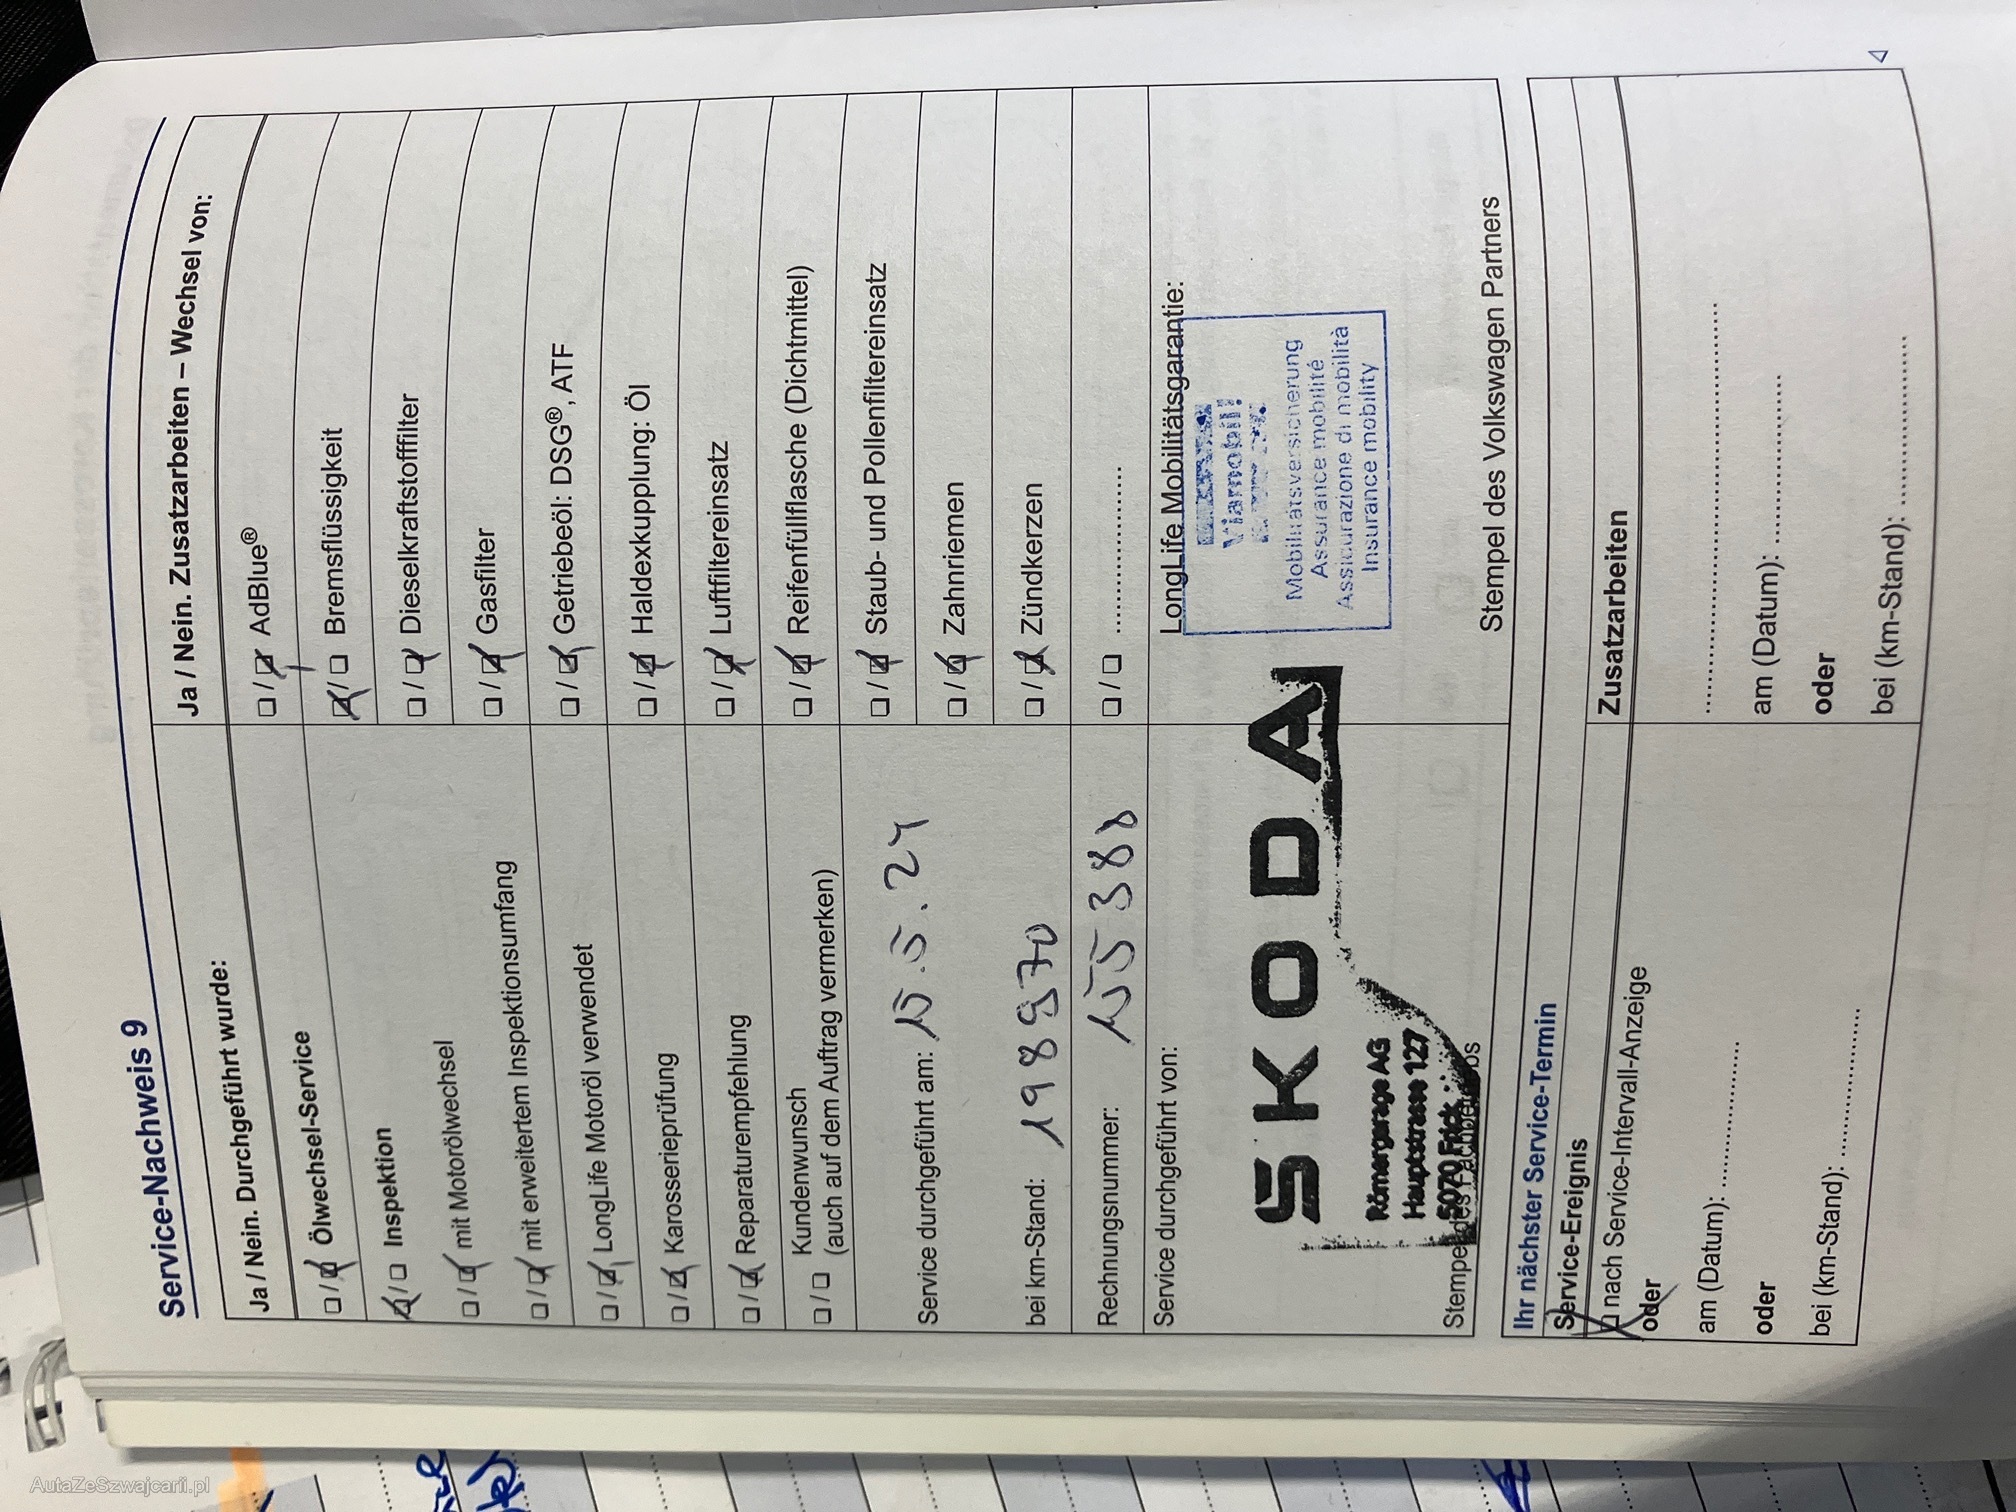 Service-Nachweis 9
Ja / Nein. Durchgeführt wurde:
Ölwechsel-Service
Inspektion
mit Motorölwechsel
mit erweitertem Inspektionsumfang
LongLife Motoröl verwendet
Karosserieprüfung
Reparaturempfehlung
Kundenwunsch
(auch auf dem Auftrag vermerken)
Service durchgeführt am: 15.5.24
bei km-Stand: 198970
Rechnungsnummer:
Service durchgeführt von:
SKODA
Römergarage AG
Hauptstrasse 127
5070 Frick
Ja / Nein. Zusatzarbeiten – Wechsel von:
AdBlue®
Bremsflüssigkeit
Dieselkraftstofffilter
Gasfilter
Getriebeöl: DSG®, ATF
Haldexkupplung: Öl
Luftfiltereinsatz
Reifenfüllflasche (Dichtmittel)
Staub- und Pollenfiltereinsatz
Zahnriemen
Zündkerzen
....................
LongLife Mobilitätsgarantie:
Viamobil!
Mobilitätsversicherung
Assurance mobilité
Assicurazione di mobilità
Insurance mobility
Stempel des Volkswagen Partners
Ihr nächster Service-Termin
Service-Ereignis
nach Service-Intervall-Anzeige
oder
am (Datum): ....................
oder
bei (km-Stand): ....................
Zusatzarbeiten
..................................................
am (Datum): ....................
oder
bei (km-Stand): ....................
AutaZeSzwajcarii.pl